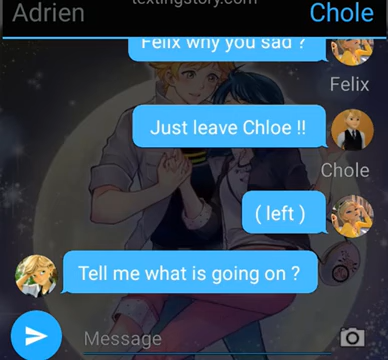 textingstory.com
Adrien
Chole
Felix why you sad ?
Felix
Just leave Chloe !!
Chole
( left )
Tell me what is going on ?
Message